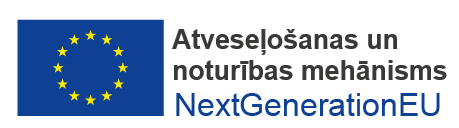 Atveseļošanas un
noturības mehānisms
NextGenerationEU